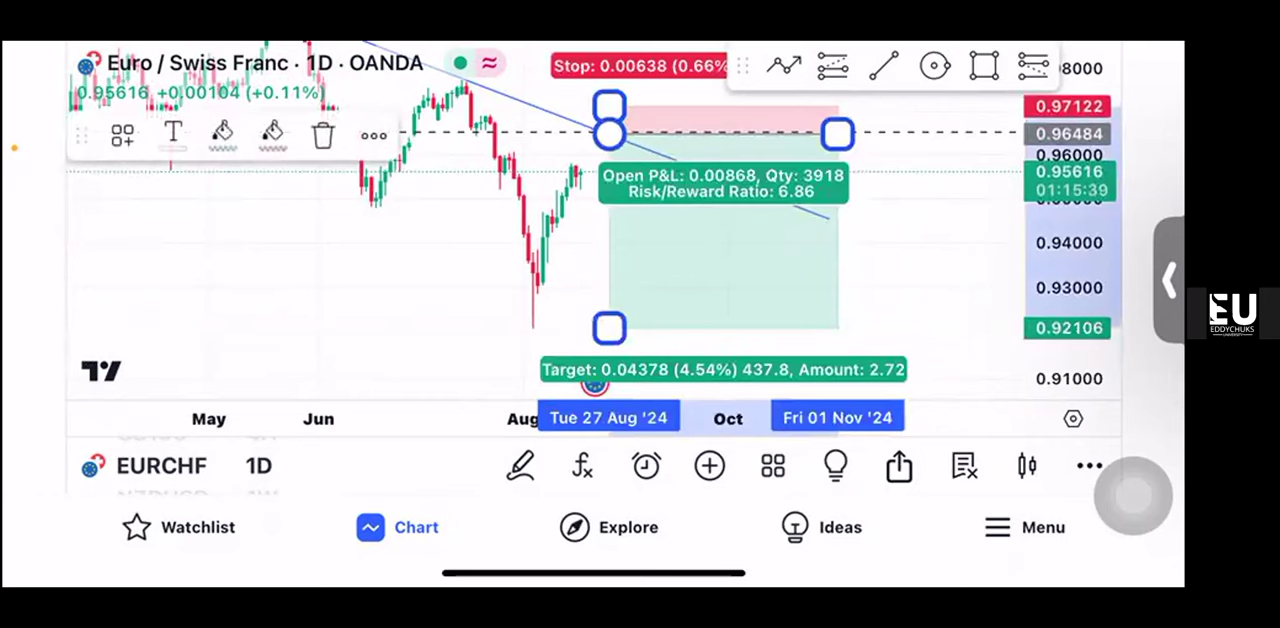 Euro / Swiss Franc · 1D · OANDA
0.95616 +0.00104 (+0.11%)
T
Stop: 0.00638 (0.66%
98000
0.97122
0.96484
0.96000
0.95616
01:15:39
Open P&L: 0.00868, Qty: 3918
Risk/Reward Ratio: 6.86
0.94000
0.93000
0.92106
Target: 0.04378 (4.54%) 437.8, Amount: 2.72
0.91000
May Jun Aug Tue 27 Aug '24 Oct Fri 01 Nov '24
EURCHF 1D
Watchlist Chart Explore Ideas Menu
EU
EDDYCHUKS
UNIVERSITY